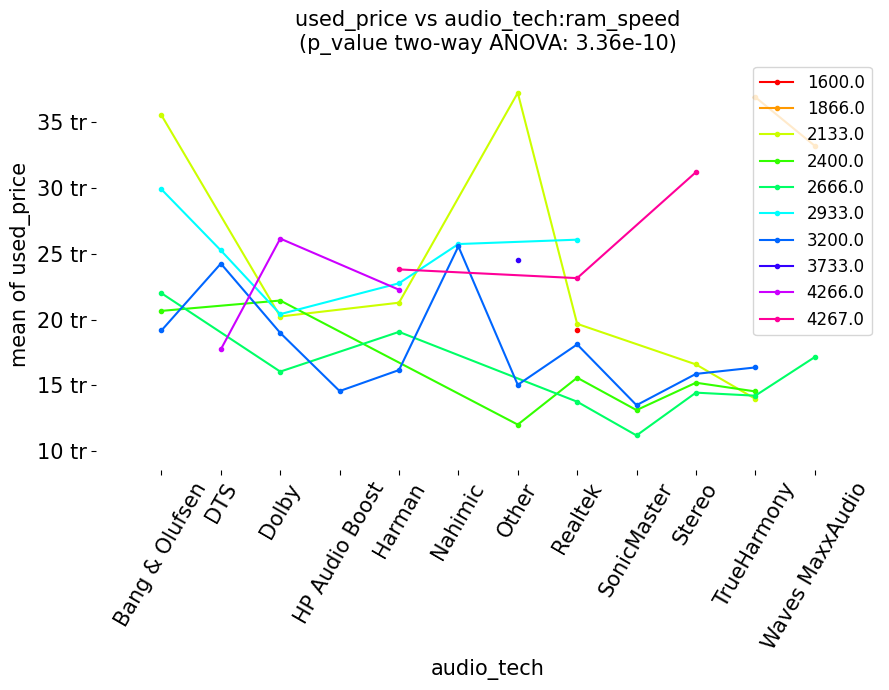 used_price vs audio_tech:ram_speed
(p_value two-way ANOVA: 3.36e-10)
mean of used_price
35 tr
30 tr
25 tr
20 tr
15 tr
10 tr
1600.0
1866.0
2133.0
2400.0
2666.0
2933.0
3200.0
3733.0
4266.0
4267.0
Bang & Olufsen
DTS
Dolby
HP Audio Boost
Harman
Nahimic
Other
Realtek
SonicMaster
Stereo
TrueHarmony
Waves MaxxAudio
audio_tech